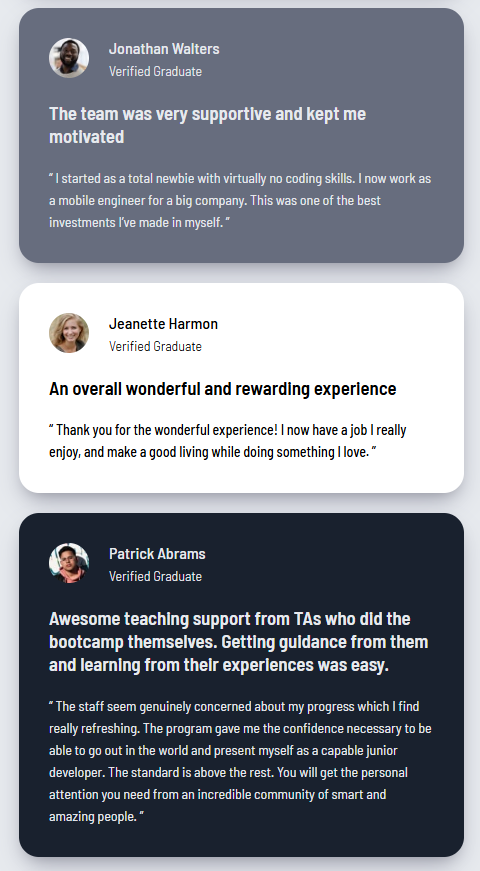 Jonathan Walters
Verified Graduate
The team was very supportive and kept me
motivated
“ I started as a total newbie with virtually no coding skills. I now work as
a mobile engineer for a big company. This was one of the best
investments I’ve made in myself. ”
Jeanette Harmon
Verified Graduate
An overall wonderful and rewarding experience
“ Thank you for the wonderful experience! I now have a job I really
enjoy, and make a good living while doing something I love. ”
Patrick Abrams
Verified Graduate
Awesome teaching support from TAs who did the
bootcamp themselves. Getting guidance from them
and learning from their experiences was easy.
“ The staff seem genuinely concerned about my progress which I find
really refreshing. The program gave me the confidence necessary to be
able to go out in the world and present myself as a capable junior
developer. The standard is above the rest. You will get the personal
attention you need from an incredible community of smart and
amazing people. ”